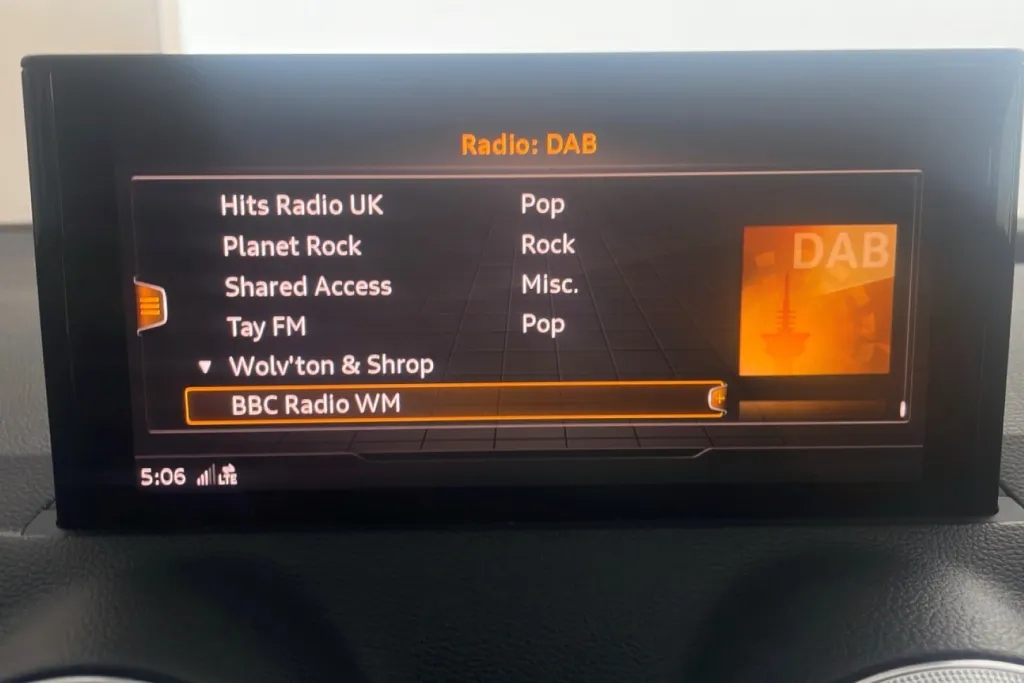 Radio: DAB
Hits Radio UK Pop
Planet Rock Rock
Shared Access Misc.
Tay FM Pop
Wolv'ton & Shrop
BBC Radio WM
DAB
5:06 LTE